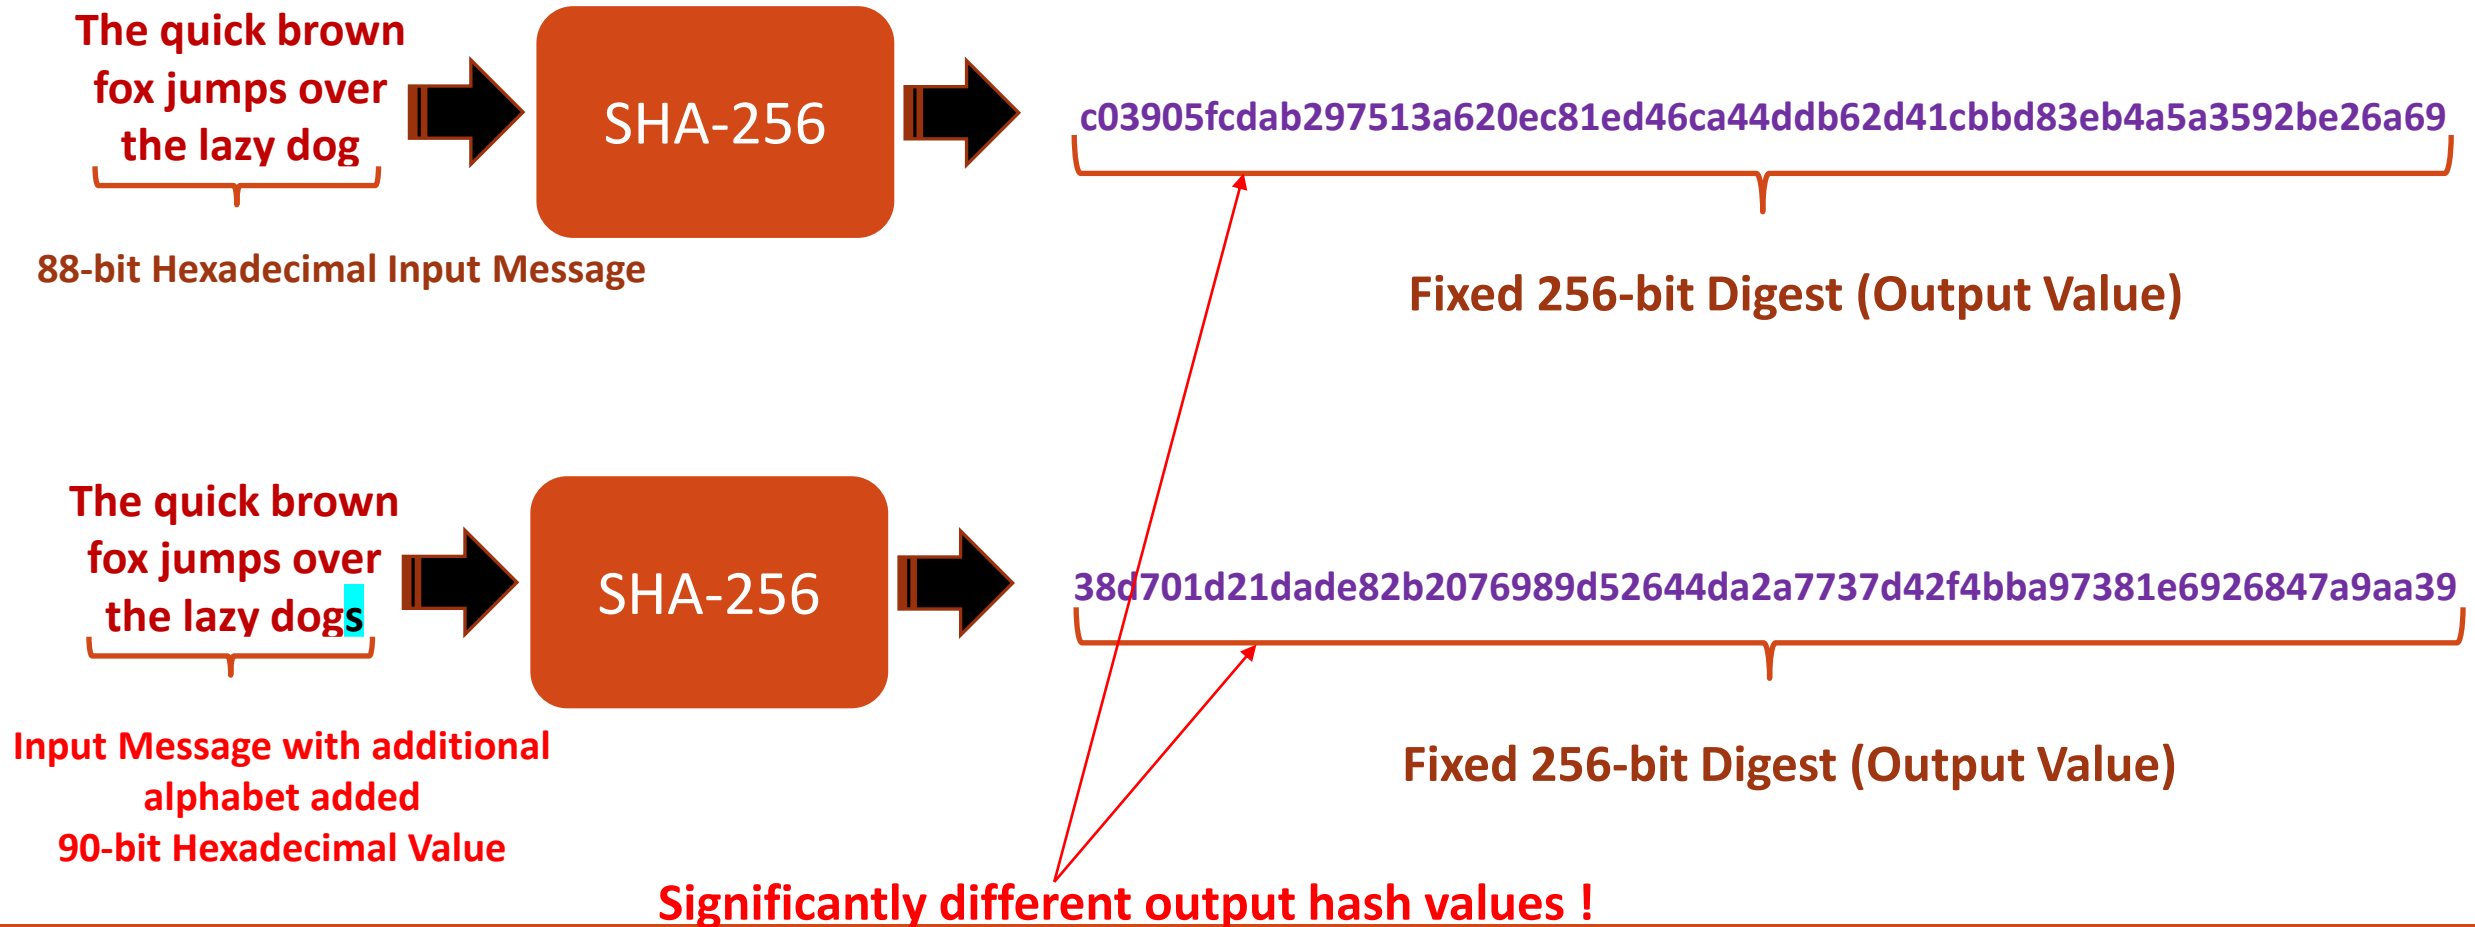 The quick brown
fox jumps over
the lazy dog
SHA-256
c03905fcdab297513a620ec81ed46ca44ddb62d41cbbd83eb4a5a3592be26a69
88-bit Hexadecimal Input Message
Fixed 256-bit Digest (Output Value)
The quick brown
fox jumps over
the lazy dogs
SHA-256
38d701d21dade82b2076989d52644da2a7737d42f4bba97381e6926847a9aa39
Input Message with additional
alphabet added
90-bit Hexadecimal Value
Fixed 256-bit Digest (Output Value)
Significantly different output hash values !